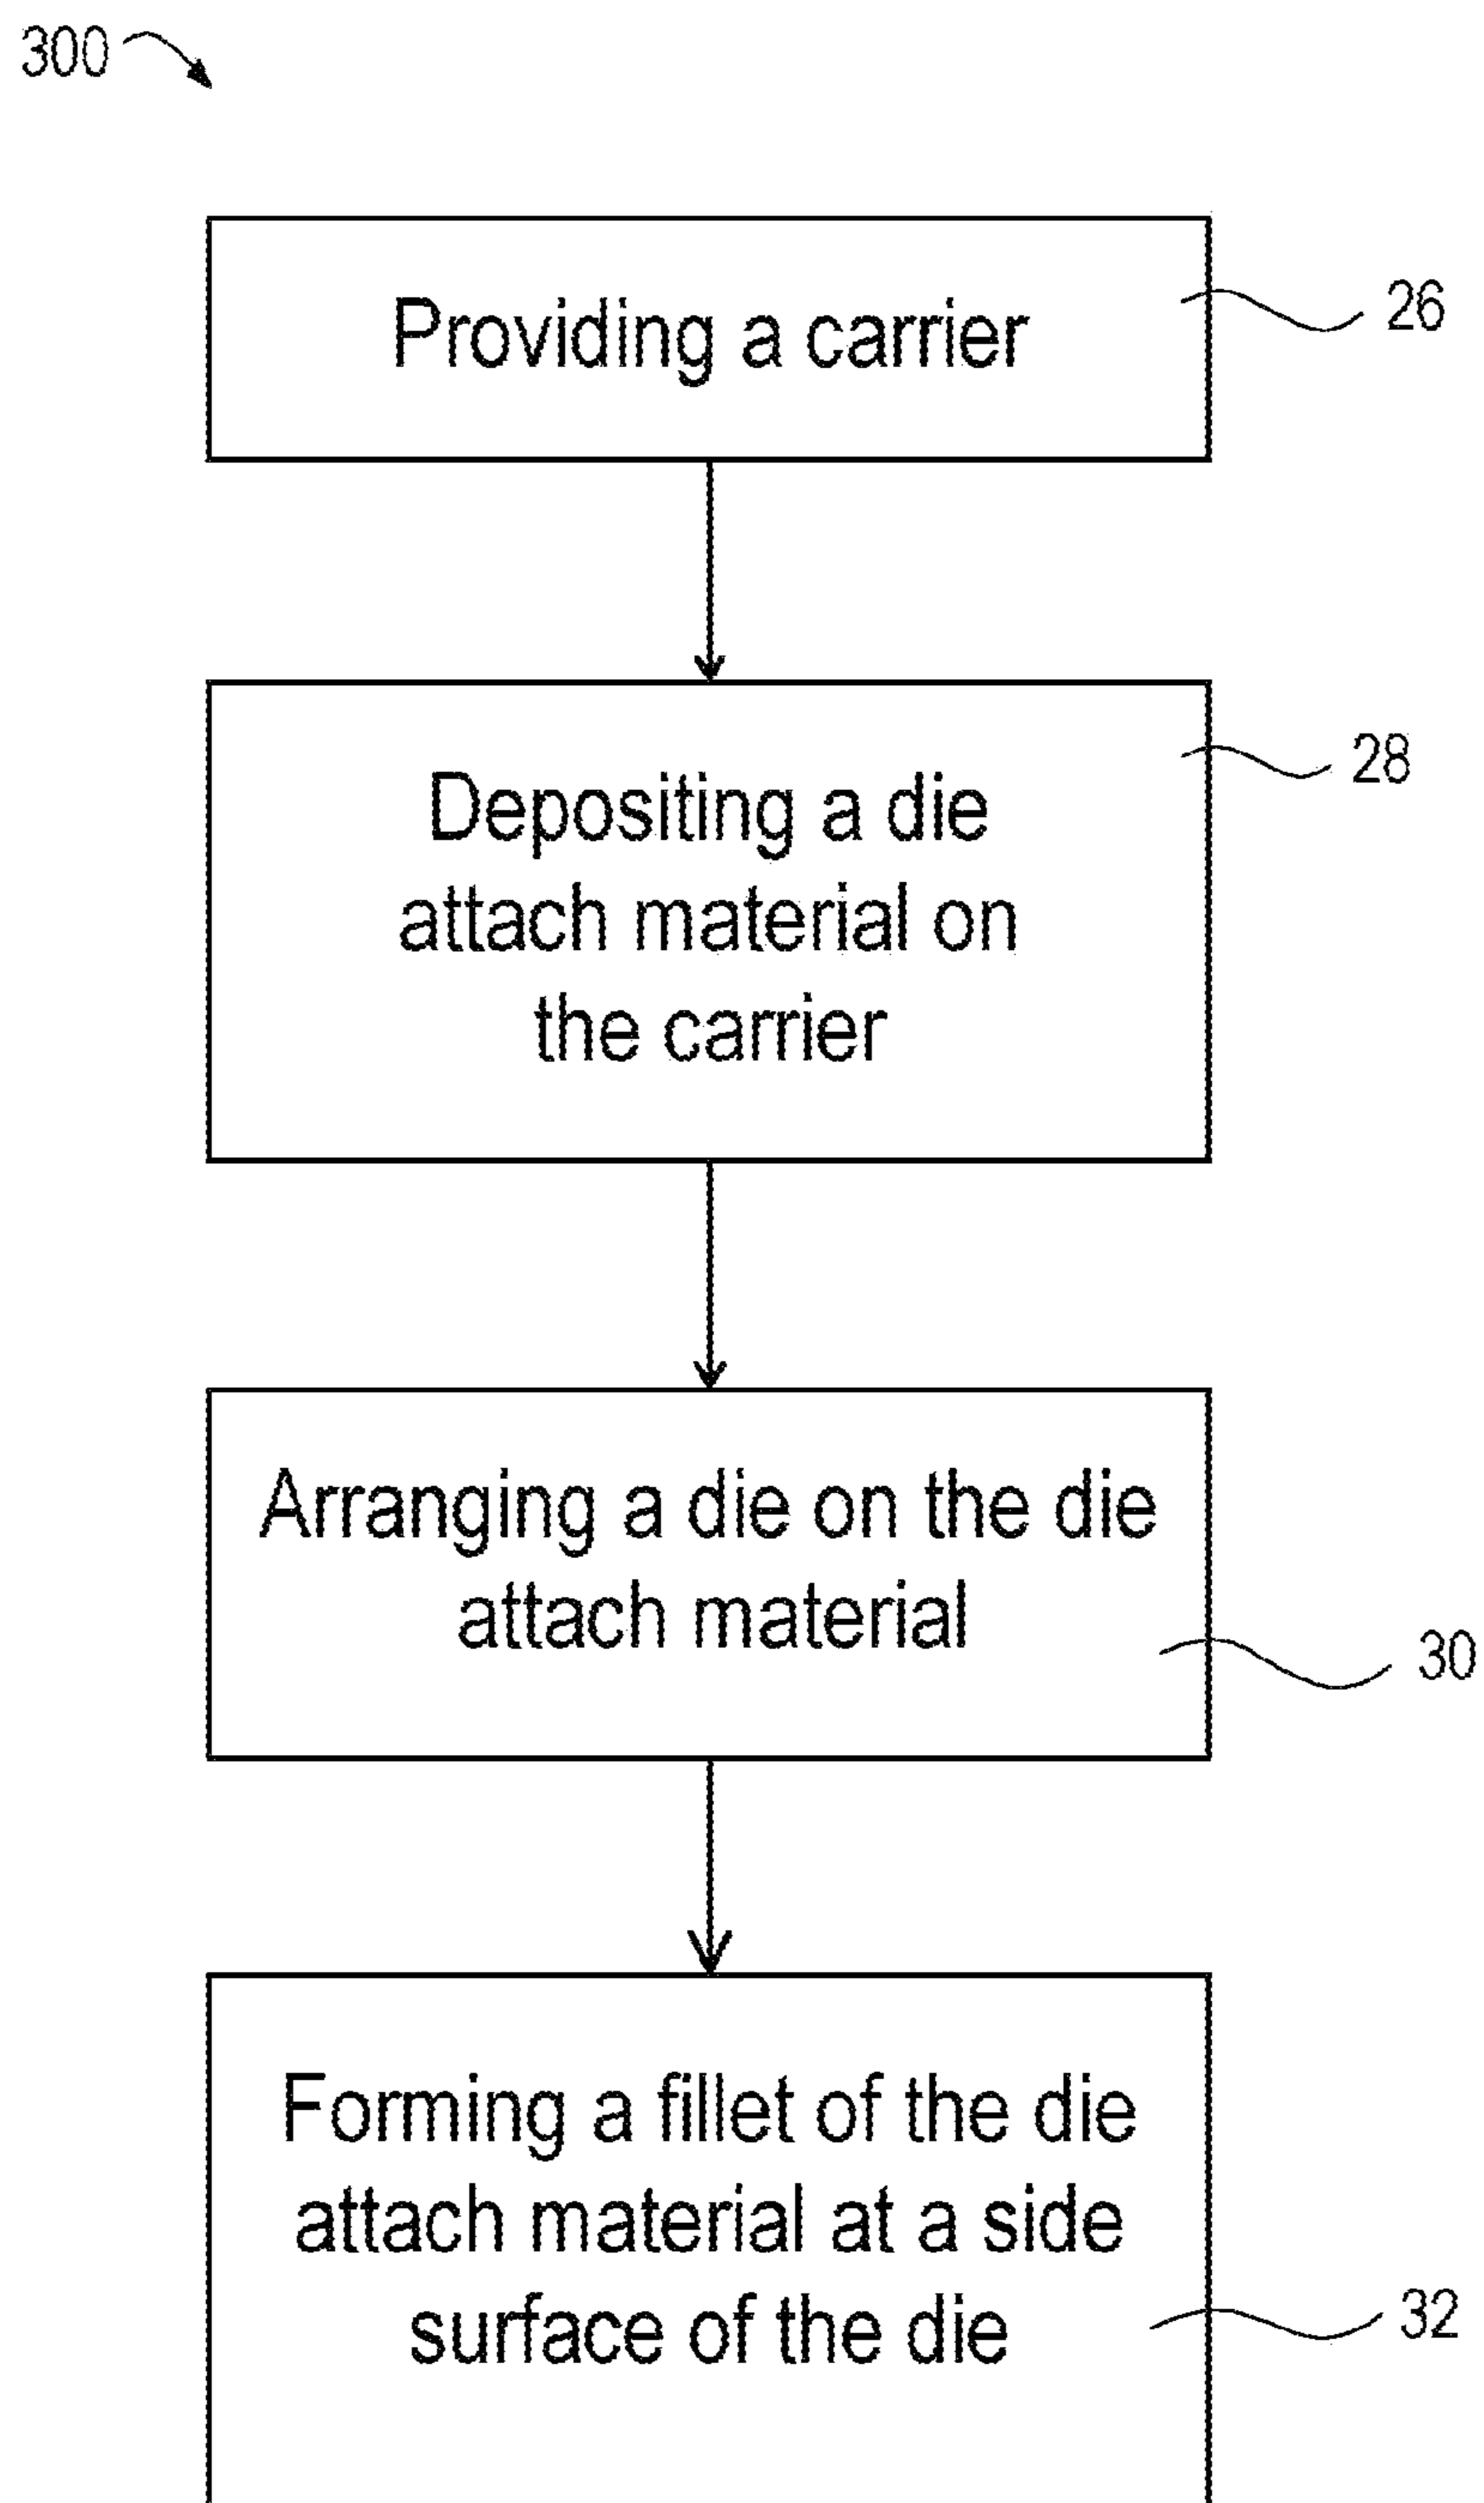 300
Providing a carrier
26
Depositing a die
28
attach material on
the carrier
Arranging a die on the die
attach material
30
Forming a fillet of the die
attach material at a side
surface of the die
32